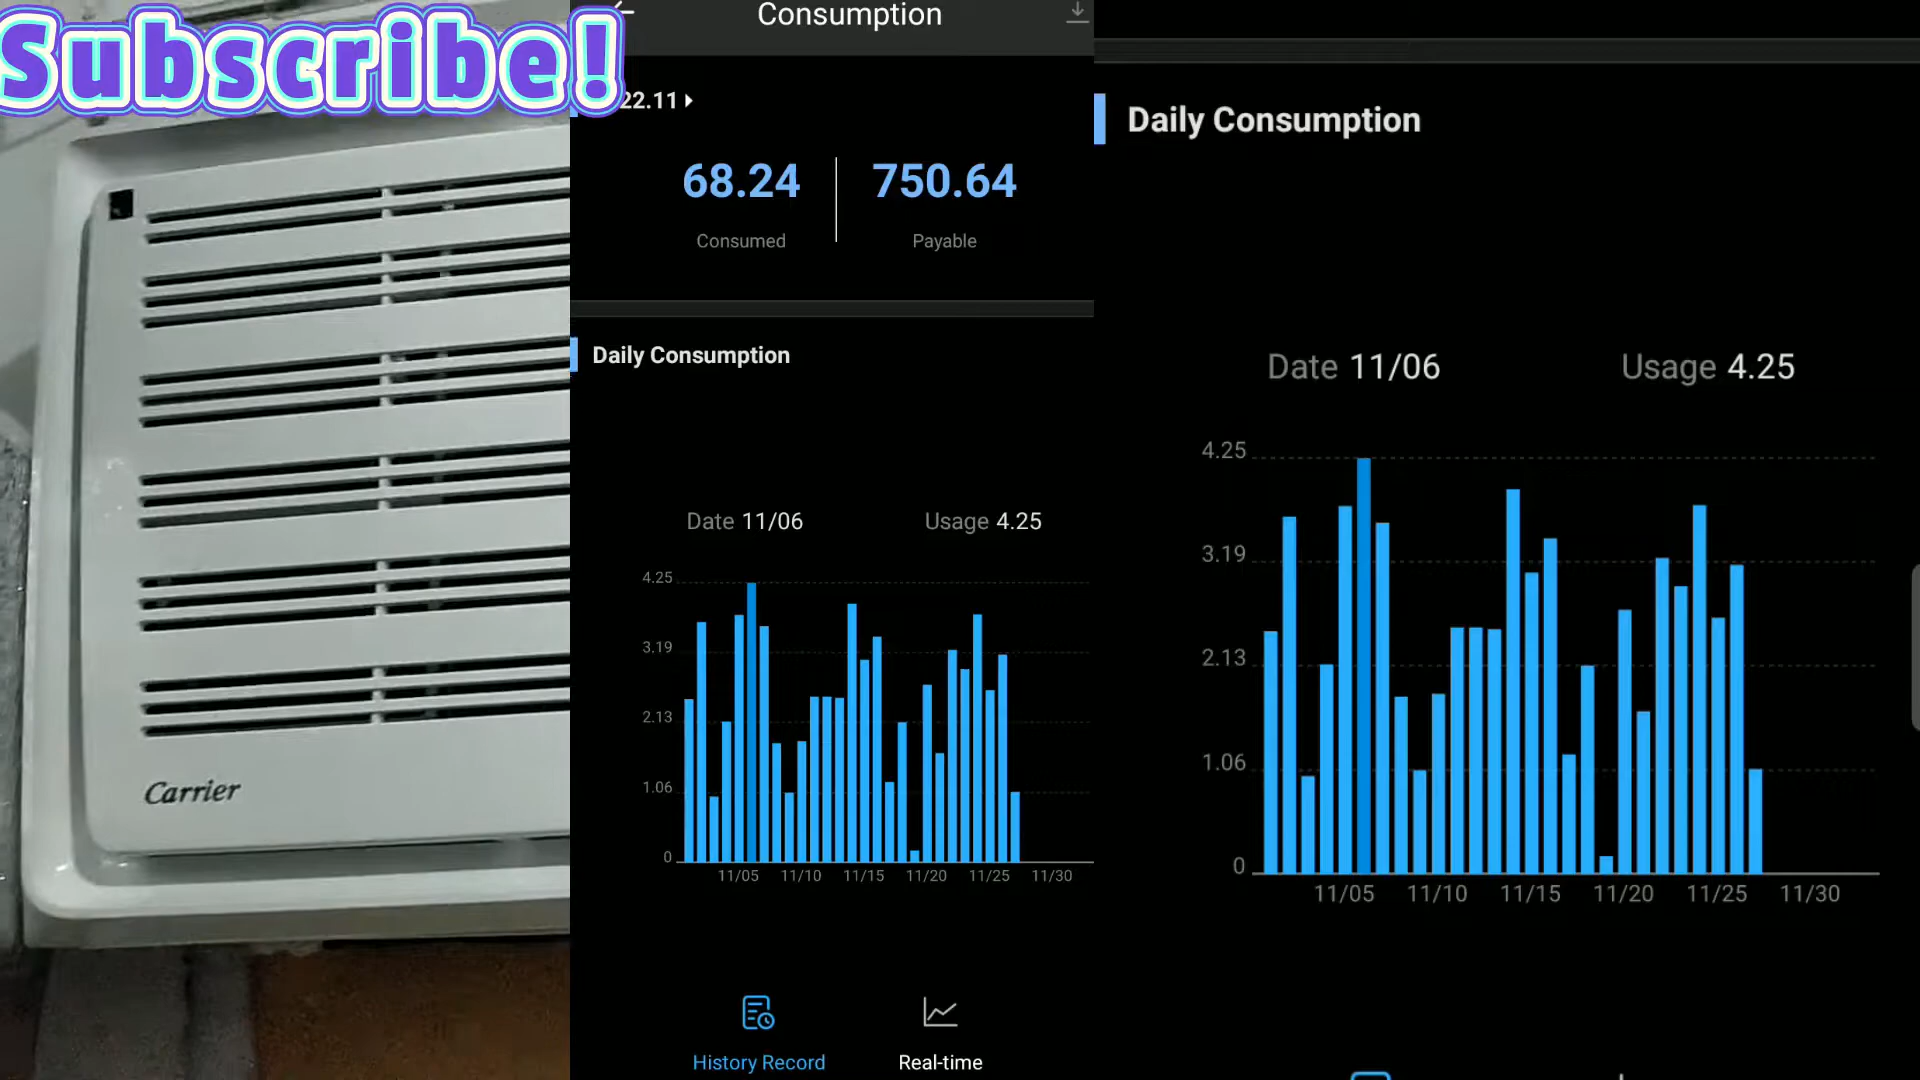 Subscribe!
Carrier
Consumption
22.11
68.24
750.64
Consumed
Payable
Daily Consumption
Date 11/06
Usage 4.25
4.25
3.19
2.13
1.06
0
11/05
11/10
11/15
11/20
11/25
11/30
History Record
Real-time
Daily Consumption
Date 11/06
Usage 4.25
4.25
3.19
2.13
1.06
0
11/05
11/10
11/15
11/20
11/25
11/30